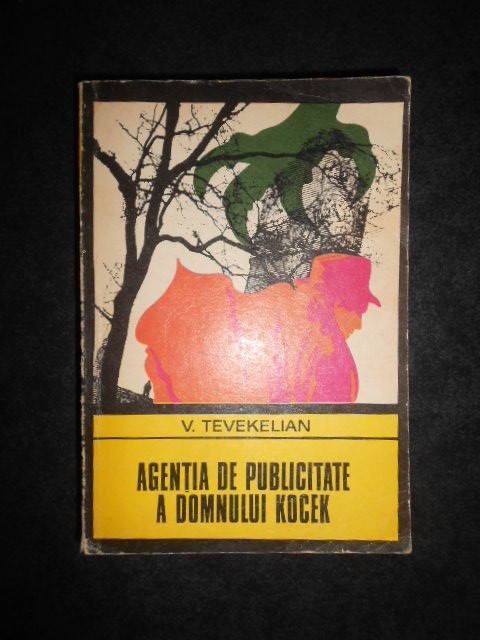 V. TEVEKELIAN
AGENȚIA DE PUBLICITATE
A DOMNULUI KOCEK